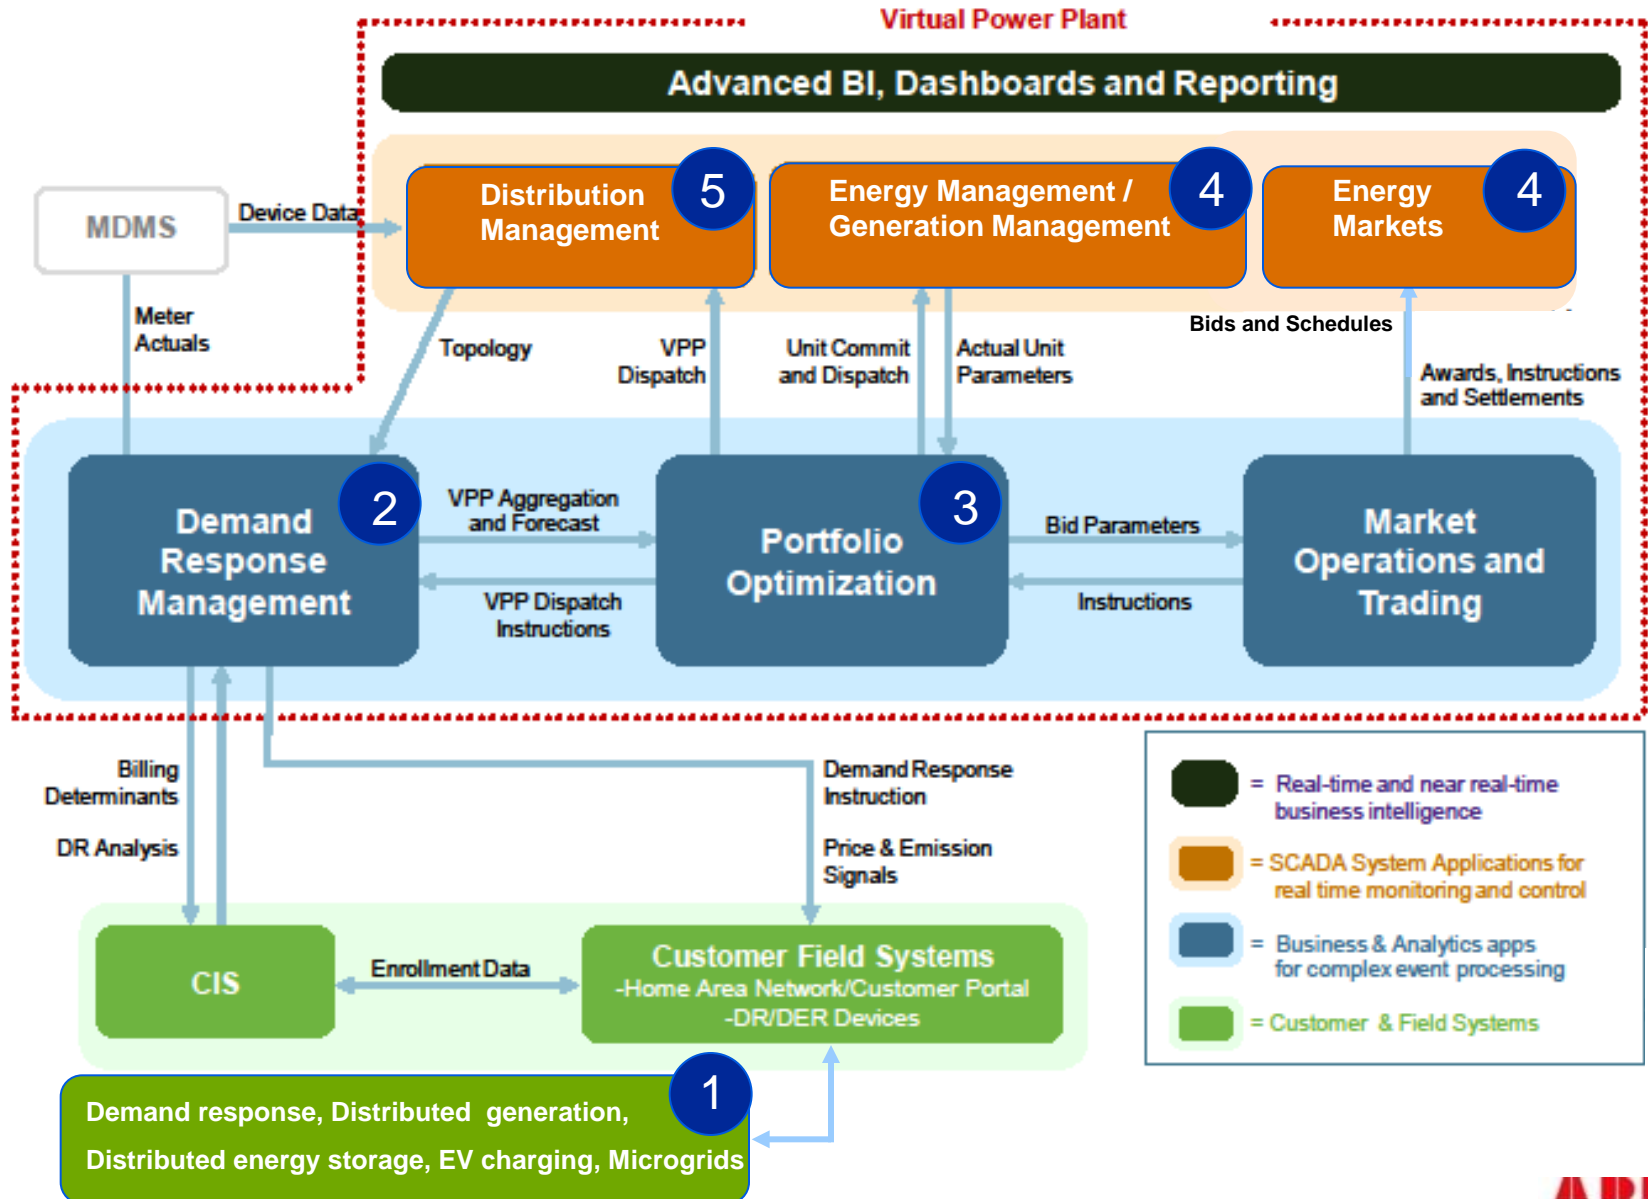 Virtual Power Plant
Advanced BI, Dashboards and Reporting
Distribution
Management
5
Energy Management /
Generation Management
4
Energy
Markets
4
MDMS
Device Data
Meter
Actuals
Topology
VPP
Dispatch
Unit Commit
and Dispatch
Actual Unit
Parameters
Bids and Schedules
Awards, Instructions
and Settlements
Demand
Response
Management
2
VPP Aggregation
and Forecast
VPP Dispatch
Instructions
Portfolio
Optimization
3
Bid Parameters
Instructions
Market
Operations and
Trading
Billing
Determinants
DR Analysis
Demand Response
Instruction
Price & Emission
Signals
CIS
Enrollment Data
Customer Field Systems
-Home Area Network/Customer Portal
-DR/DER Devices
1
Demand response, Distributed generation,
Distributed energy storage, EV charging, Microgrids
= Real-time and near real-time
business intelligence
= SCADA System Applications for
real time monitoring and control
= Business & Analytics apps
for complex event processing
= Customer & Field Systems